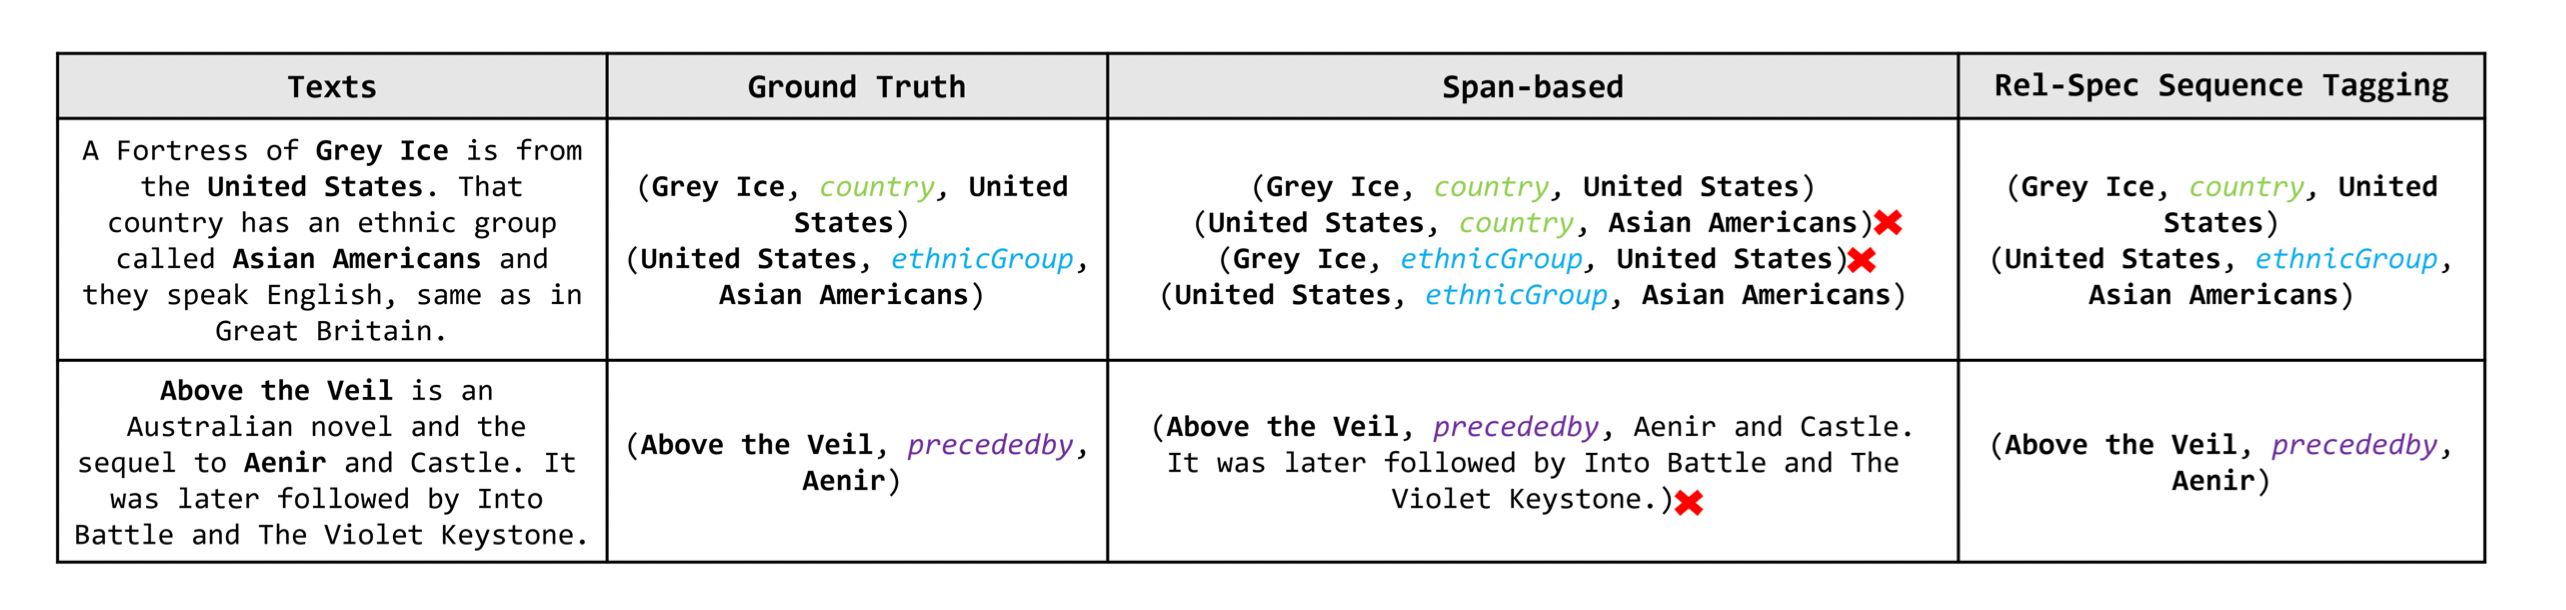 Texts
Ground Truth
Span-based
Rel-Spec Sequence Tagging
A Fortress of Grey Ice is from
the United States. That
country has an ethnic group
called Asian Americans and
they speak English, same as in
Great Britain.
(Grey Ice, country, United
States)
(United States, ethnicGroup,
Asian Americans)
(Grey Ice, country, United States)
(United States, country, Asian Americans)
(Grey Ice, ethnicGroup, United States)
(United States, ethnicGroup, Asian Americans)
(Grey Ice, country, United
States)
(United States, ethnicGroup,
Asian Americans)
Above the Veil is an
Australian novel and the
sequel to Aenir and Castle. It
was later followed by Into
Battle and The Violet Keystone.
(Above the Veil, precededby,
Aenir)
(Above the Veil, precededby, Aenir and Castle.
It was later followed by Into Battle and The
Violet Keystone.)
(Above the Veil, precededby,
Aenir)